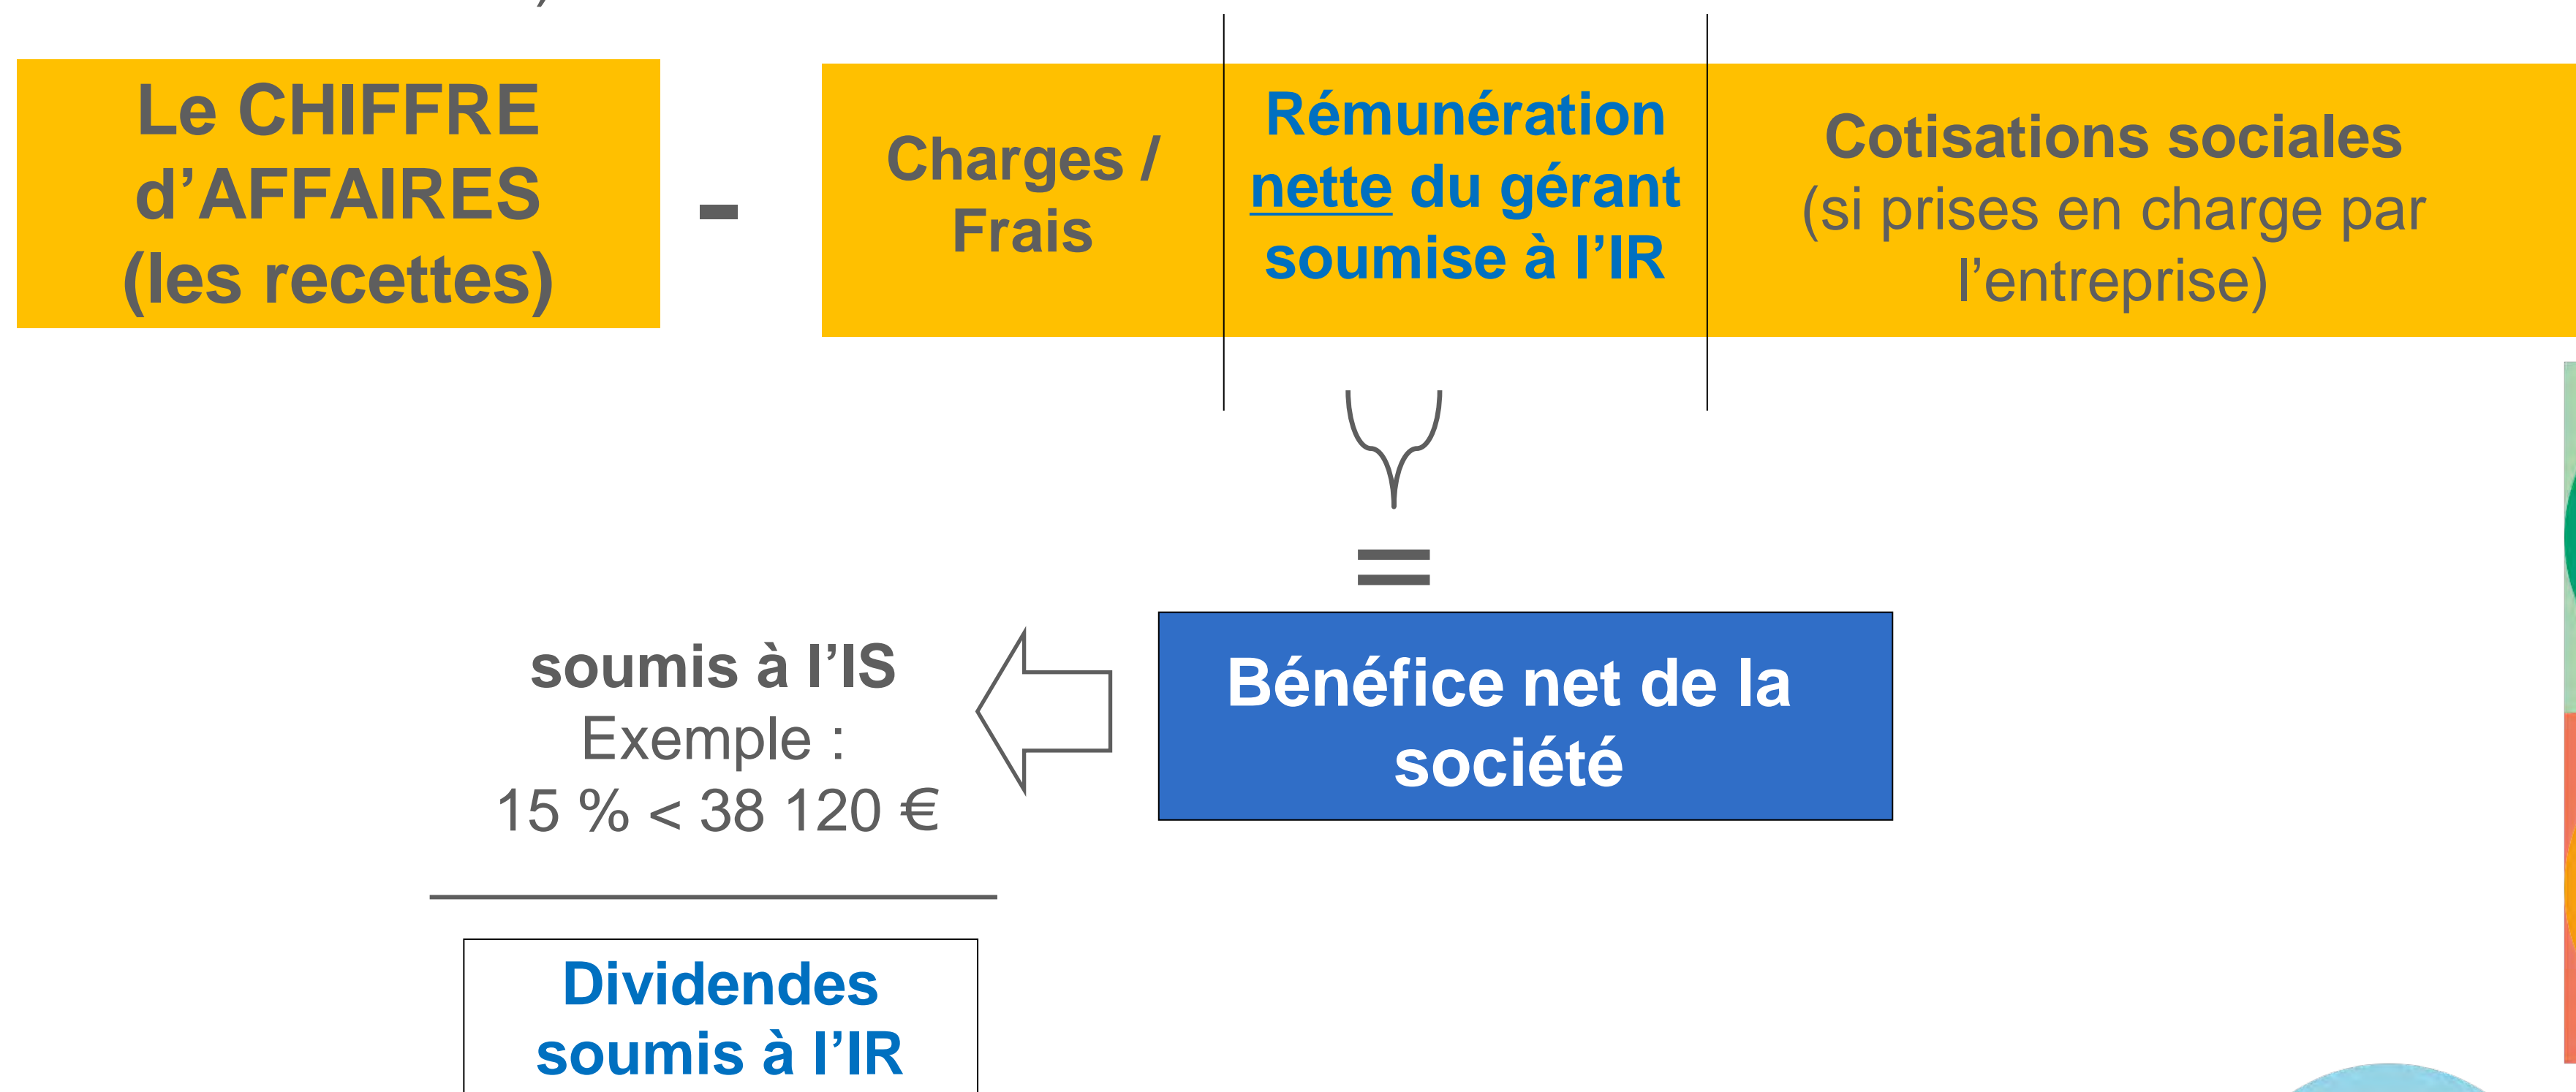 Le CHIFFRE
d’AFFAIRES
(les recettes)
-
Charges /
Frais
Rémunération
nette du gérant
soumise à l’IR
Cotisations sociales
(si prises en charge par
l’entreprise)
=
Bénéfice net de la
société
soumis à l’IS
Exemple :
15 % < 38 120 €
Dividendes
soumis à l’IR